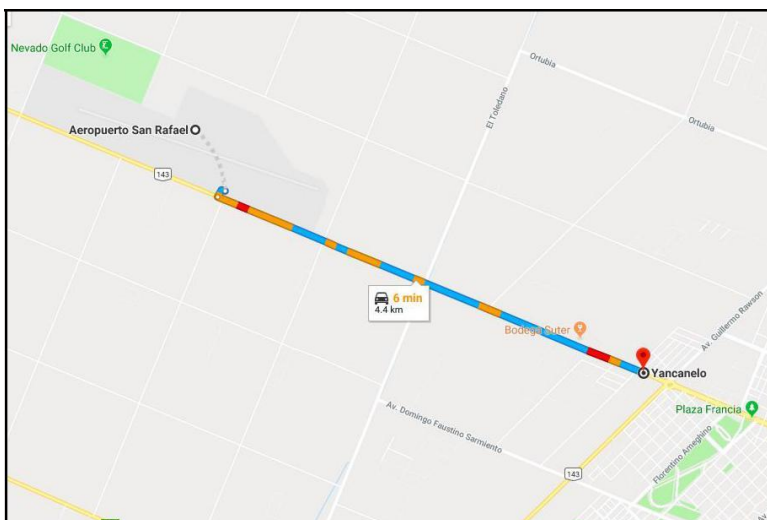 Nevado Golf Club
Ortubia
El Toledano
Ortubia
Aeropuerto San Rafael
143
6 min
4.4 km
Av. Guillermo Rawson
Bodega Suter
Yancanelo
Plaza Francia
Av. Domingo Faustino Sarmiento
Florentino Ameghino
143
Av.